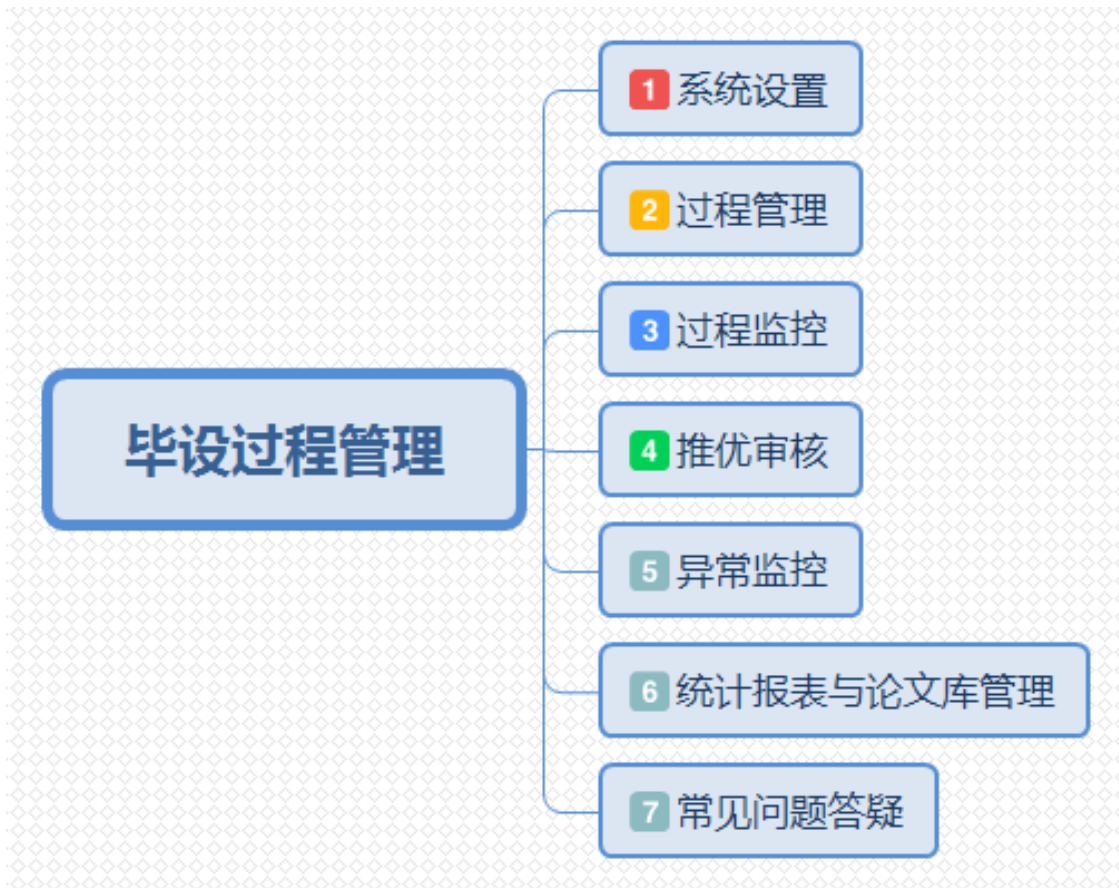 毕设过程管理
1 系统设置
2 过程管理
3 过程监控
4 推优审核
5 异常监控
6 统计报表与论文库管理
7 常见问题答疑